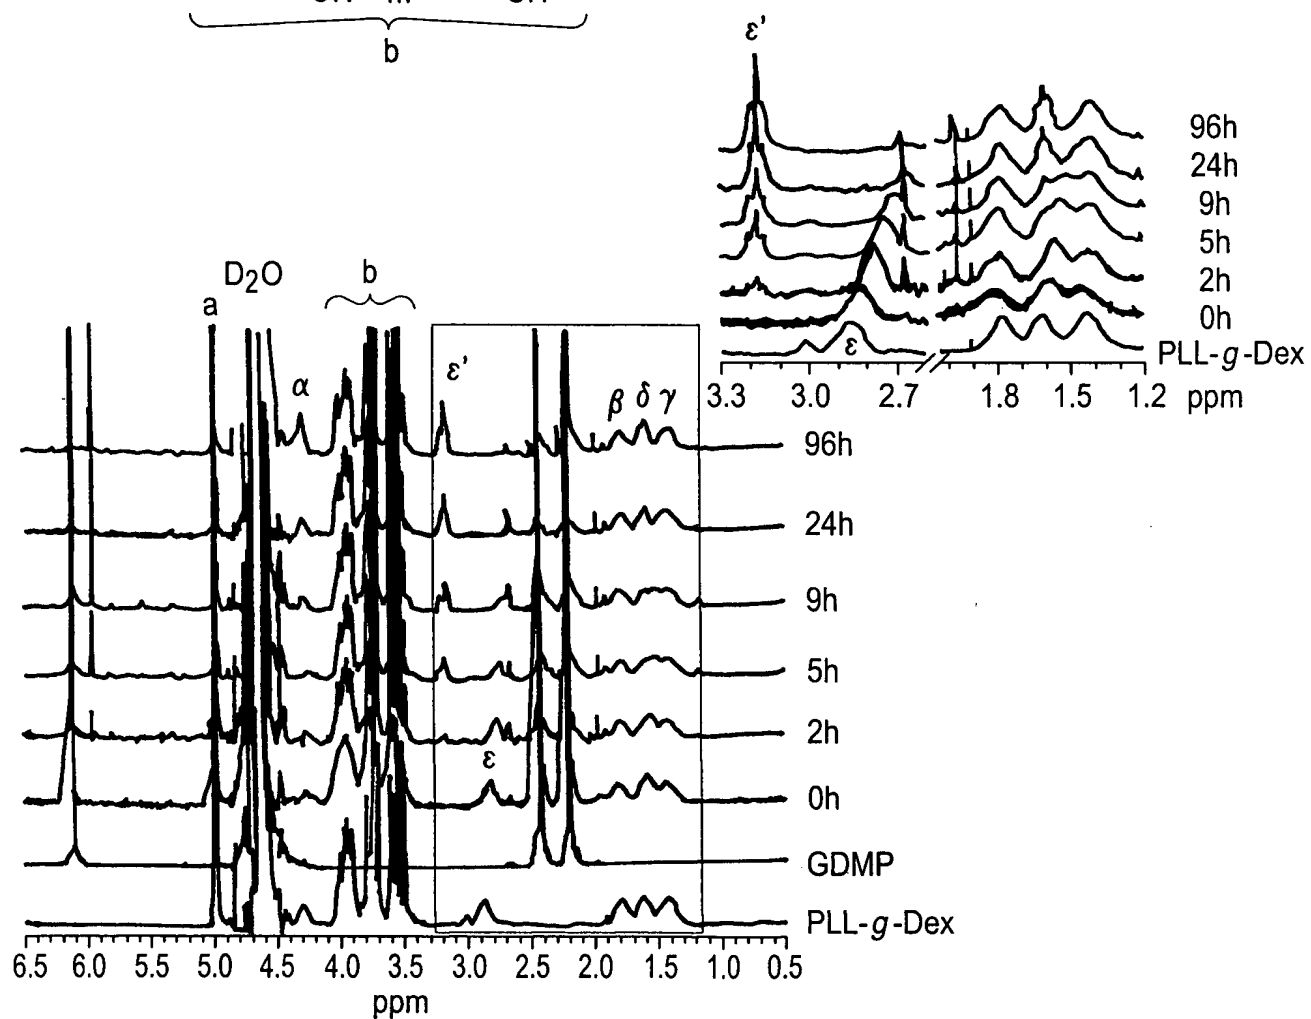 b
ε’
96h
24h
9h
5h
2h
0h
PLL-g-Dex
ε
3.3 3.0 2.7 1.8 1.5 1.2 ppm
D2O
a
b
α
ε’
β δ γ
96h
24h
9h
5h
2h
ε
0h
GDMP
PLL-g-Dex
6.5 6.0 5.5 5.0 4.5 4.0 3.5 3.0 2.5 2.0 1.5 1.0 0.5
ppm